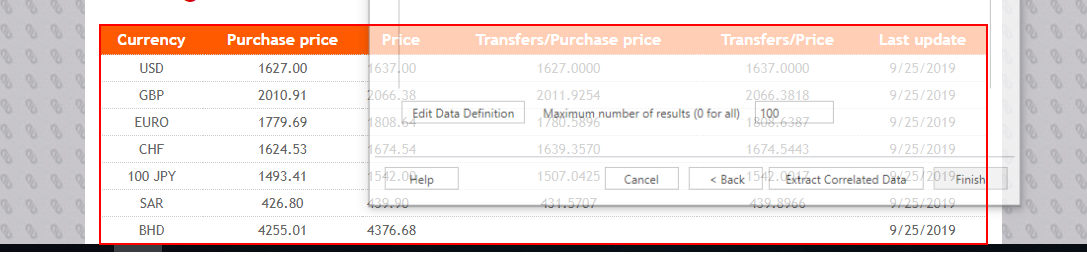 Currency Purchase price Price Transfers/Purchase price Transfers/Price Last update
USD 1627.00 1637.00 1627.0000 1637.0000 9/25/2019
GBP 2010.91 2066.38 2011.9254 2066.3818 9/25/2019
Edit Data Definition Maximum number of results (0 for all) 100
EURO 1779.69 1808.64 1780.5896 1808.6387 9/25/2019
CHF 1624.53 1674.54 1639.3570 1674.5443 9/25/2019
100 JPY 1493.41 1542.00 1507.0425 1542.0017 9/25/2019
Help Cancel < Back Extract Correlated Data Finish
SAR 426.80 439.90 431.5707 439.8966 9/25/2019
BHD 4255.01 4376.68 9/25/2019